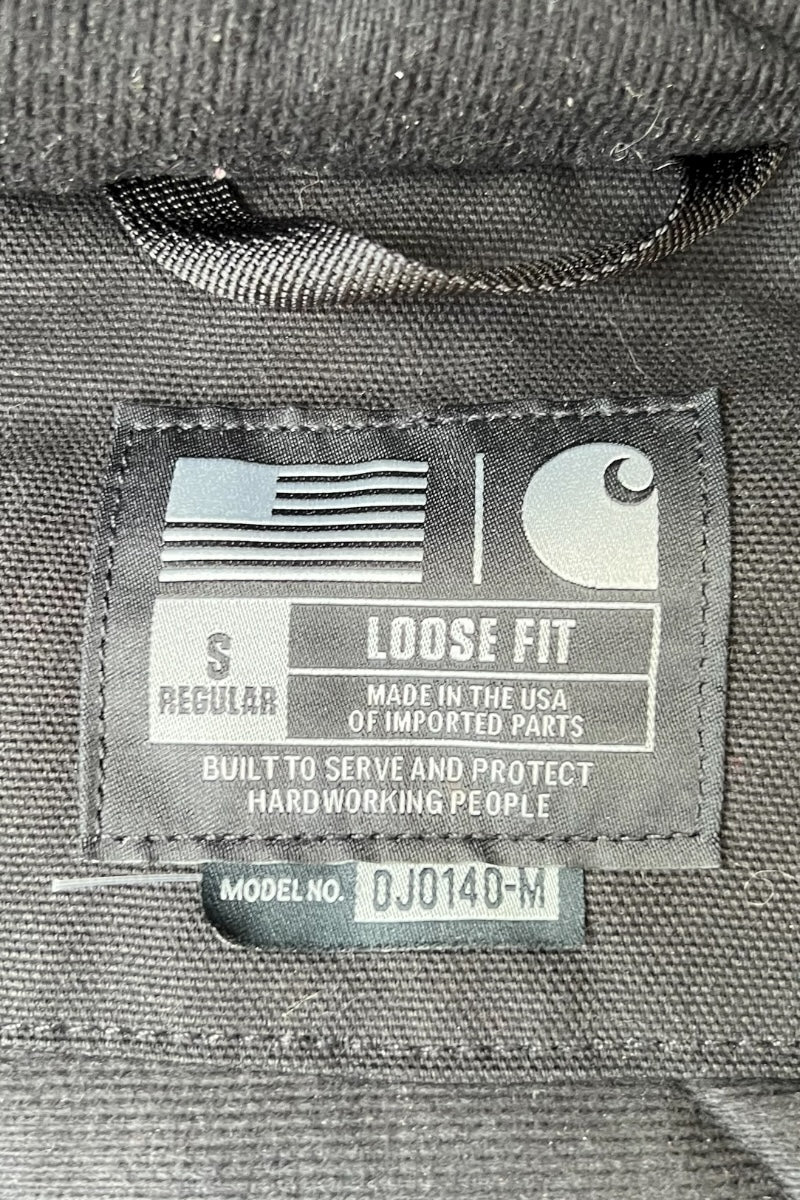 S
REGULAR
LOOSE FIT
MADE IN THE USA
OF IMPORTED PARTS
BUILT TO SERVE AND PROTECT
HARDWORKING PEOPLE
MODEL NO. OJ0140-M